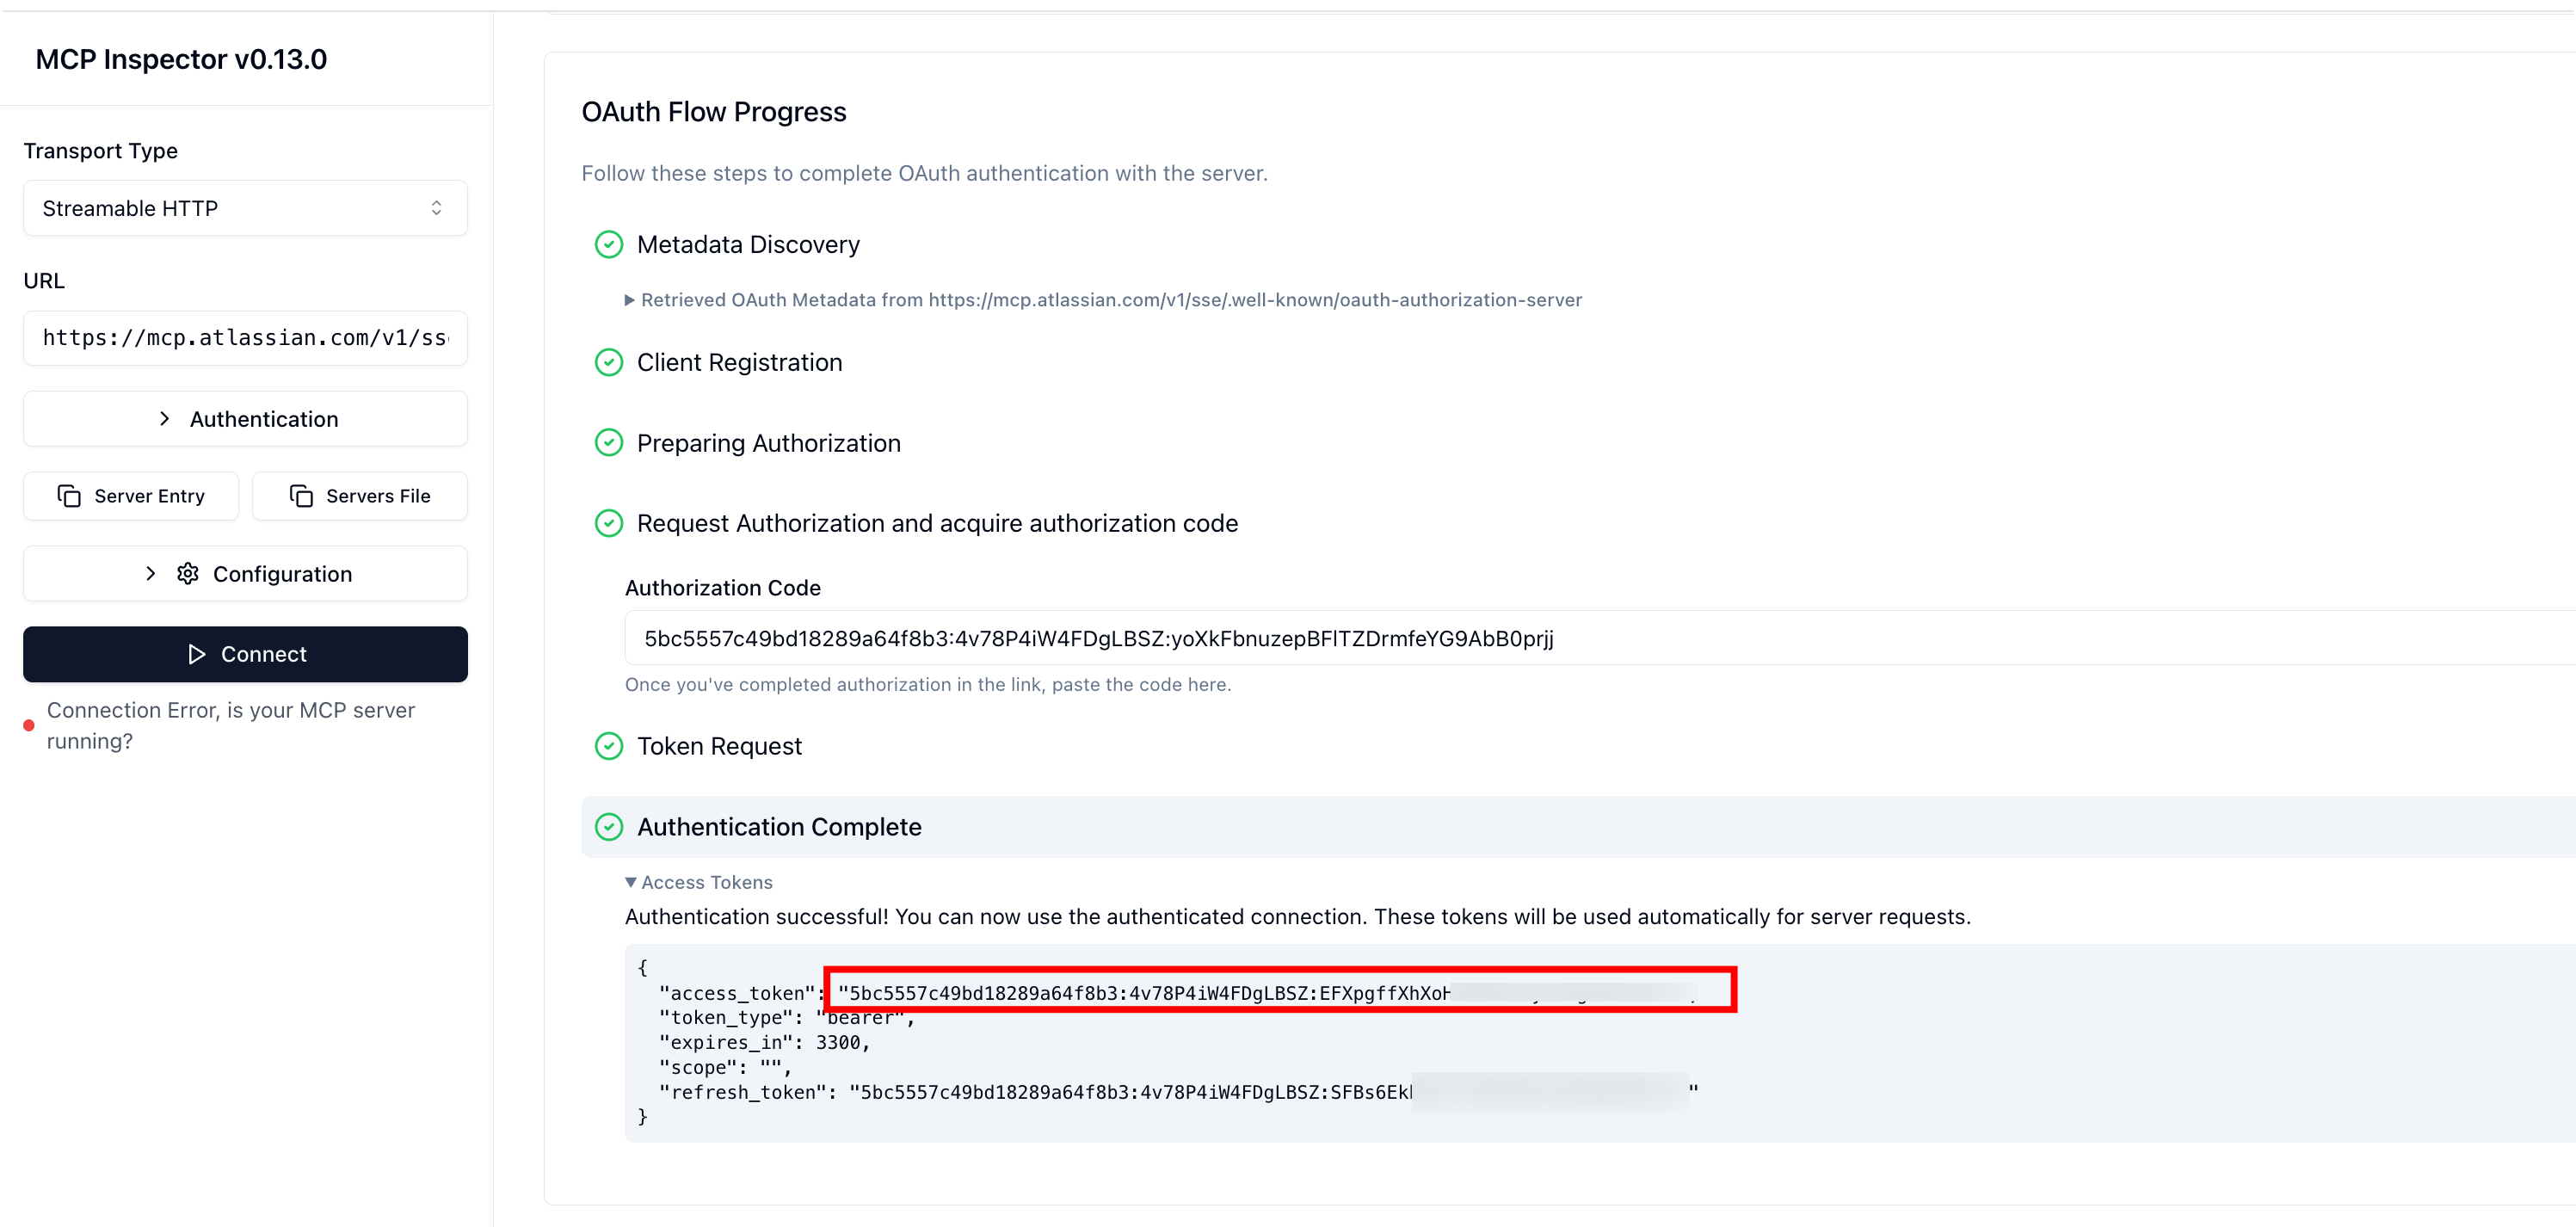 MCP Inspector v0.13.0
Transport Type
Streamable HTTP
URL
https://mcp.atlassian.com/v1/ss
Authentication
Server Entry
Servers File
Configuration
Connect
Connection Error, is your MCP server
running?
OAuth Flow Progress
Follow these steps to complete OAuth authentication with the server.
Metadata Discovery
Retrieved OAuth Metadata from https://mcp.atlassian.com/v1/sse/.well-known/oauth-authorization-server
Client Registration
Preparing Authorization
Request Authorization and acquire authorization code
Authorization Code
5bc5557c49bd18289a64f8b3:4v78P4iW4FDgLBSZ:yoXkFbnuzepBFlTZDrmfeYG9AbB0prjj
Once you've completed authorization in the link, paste the code here.
Token Request
Authentication Complete
Access Tokens
Authentication successful! You can now use the authenticated connection. These tokens will be used automatically for server requests.
{
"access_token": "5bc5557c49bd18289a64f8b3:4v78P4iW4FDgLBSZ:EFXpgffXhXoH
"token_type": "bearer",
"expires_in": 3300,
"scope": "",
"refresh_token": "5bc5557c49bd18289a64f8b3:4v78P4iW4FDgLBSZ:SFBs6Ek "
}